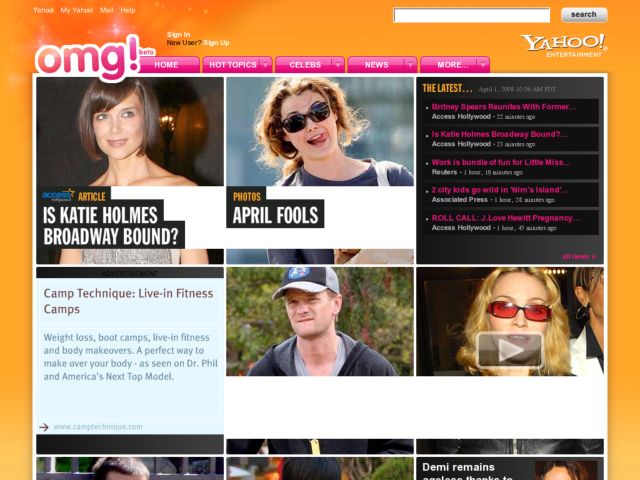 Yahoo! My Yahoo! Mail Help
search
Sign In
New User? Sign Up
omg! beta
YAHOO!
ENTERTAINMENT
HOME HOT TOPICS CELEBS NEWS MORE...
access
hollywood
ARTICLE
IS KATIE HOLMES
BROADWAY BOUND?
PHOTOS
APRIL FOOLS
THE LATEST... April 1, 2008 10:56 AM PDT
Britney Spears Reunites With Former...
Access Hollywood - 22 minutes ago
Is Katie Holmes Broadway Bound?...
Access Hollywood - 23 minutes ago
Work is bundle of fun for Little Miss...
Reuters - 1 hour, 19 minutes ago
2 city kids go wild in 'Nim's Island'...
Associated Press - 1 hour, 28 minutes ago
ROLL CALL: J.Love Hewitt Pregnancy...
Access Hollywood - 1 hour, 45 minutes ago
all news »
ADVERTISEMENT
Camp Technique: Live-in Fitness
Camps
Weight loss, boot camps, live-in fitness
and body makeovers. A perfect way to
make over your body - as seen on Dr. Phil
and America's Next Top Model.
www.camptechnique.com
Demi remains
ageless thanks to